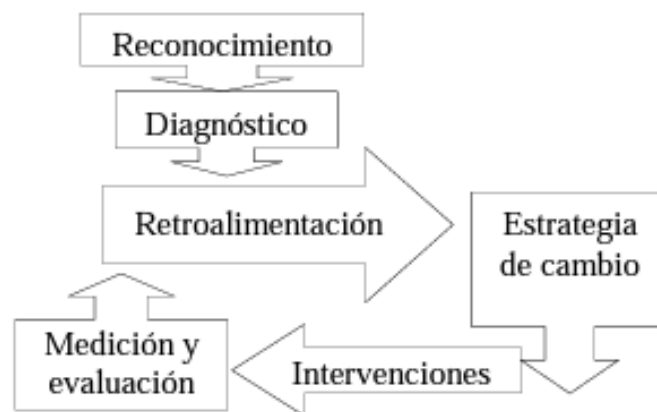 Reconocimiento
Diagnóstico
Retroalimentación
Estrategia
de cambio
Intervenciones
Medición y
evaluación